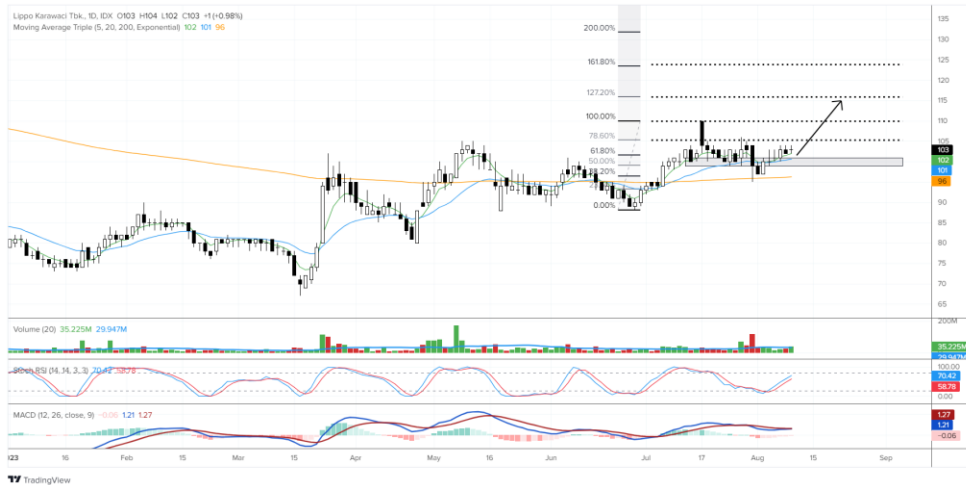 Lippo Karawaci Tbk., 1D, IDX O103 H104 L102 C103 +1 (+0.98%)
Moving Average Triple (5, 20, 200, Exponential) 102 101 96
200.00%
161.80%
127.20%
100.00%
78.60%
61.80%
50.00%
38.20%
0.00%
135
130
125
120
115
110
105
103
102
101
96
90
85
80
75
70
65
Volume (20) 35.225M 29.947M
200M
35.225M
29.947M
Stoch RSI (14, 14, 3, 3) 70.42 58.78
100.00
70.42
58.78
0.00
MACD (12, 26, close, 9) -0.06 1.21 1.27
1.27
1.21
-0.06
16
Feb
15
Mar
15
Apr
May
16
Jun
Jul
Aug
15
Sep
TradingView